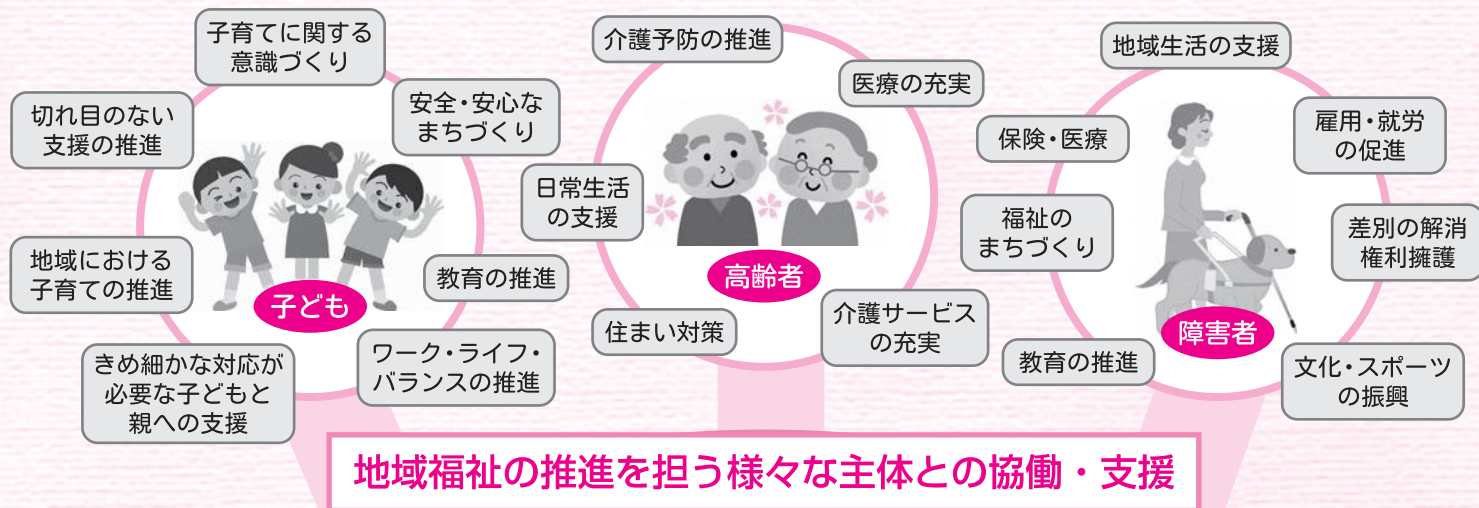 子育てに関する
意識づくり
切れ目のない
支援の推進
安全・安心な
まちづくり
地域における
子育ての推進
教育の推進
きめ細かな対応が
必要な子どもと
親への支援
ワーク・ライフ・
バランスの推進
子ども
介護予防の推進
医療の充実
日常生活
の支援
住まい対策
介護サービス
の充実
高齢者
地域生活の支援
保険・医療
雇用・就労
の促進
福祉の
まちづくり
差別の解消
権利擁護
教育の推進
文化・スポーツ
の振興
障害者
地域福祉の推進を担う様々な主体との協働・支援